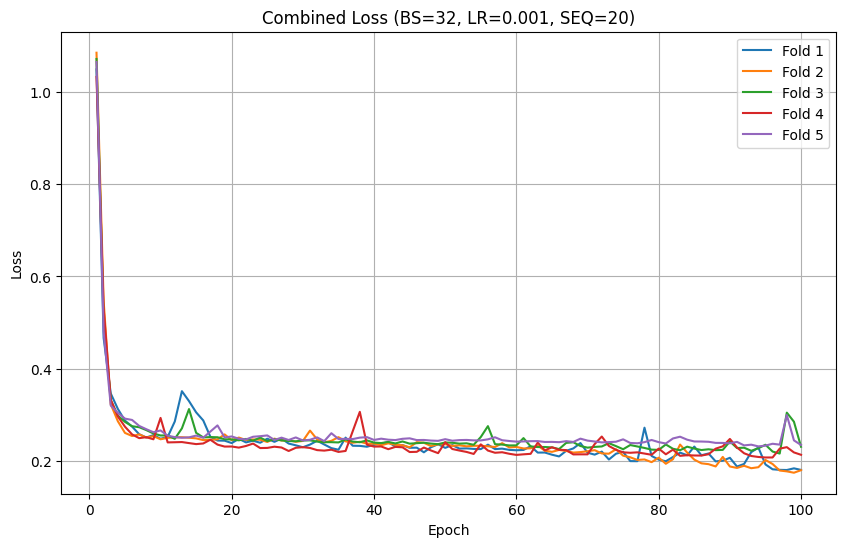 Combined Loss (BS=32, LR=0.001, SEQ=20)
Fold 1
Fold 2
Fold 3
Fold 4
Fold 5
Loss
1.0
0.8
0.6
0.4
0.2
0 20 40 60 80 100
Epoch